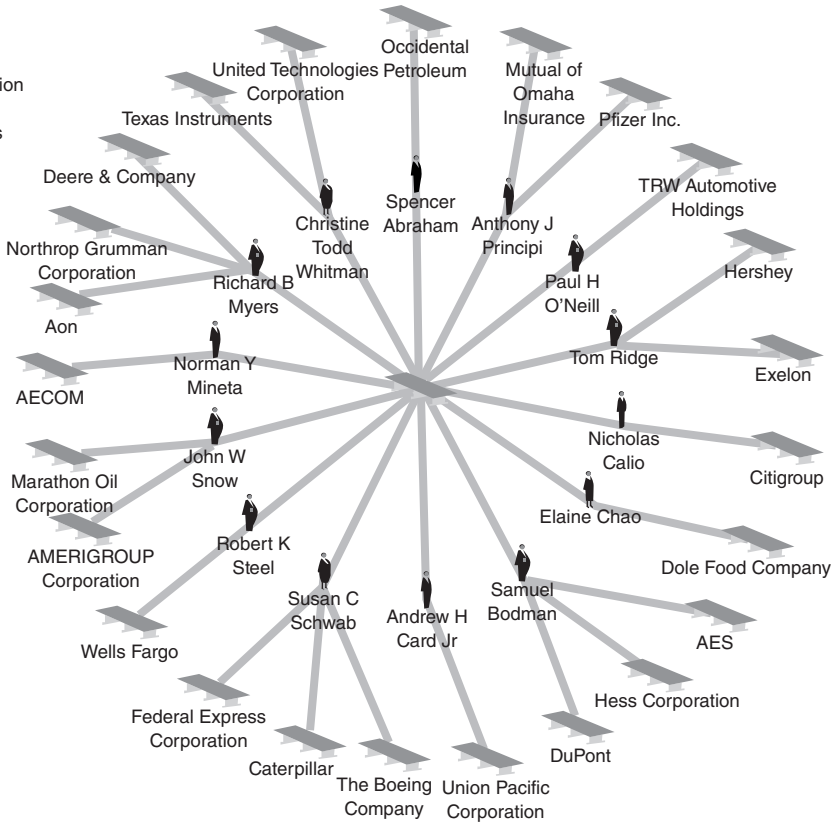 Occidental
Petroleum
United Technologies
Corporation
Mutual of
Omaha
Insurance
ion
s
Texas Instruments
Pfizer Inc.
Deere & Company
TRW Automotive
Holdings
Spencer
Abraham
Christine
Todd
Whitman
Anthony J
Principi
Northrop Grumman
Corporation
Hershey
Richard B
Myers
Paul H
O'Neill
Aon
Norman Y
Mineta
Tom Ridge
Exelon
AECOM
Nicholas
Calio
John W
Snow
Marathon Oil
Corporation
Citigroup
Elaine Chao
Robert K
Steel
AMERIGROUP
Corporation
Dole Food Company
Susan C
Schwab
Andrew H
Card Jr
Samuel
Bodman
AES
Wells Fargo
Hess Corporation
Federal Express
Corporation
DuPont
Caterpillar
The Boeing
Company
Union Pacific
Corporation